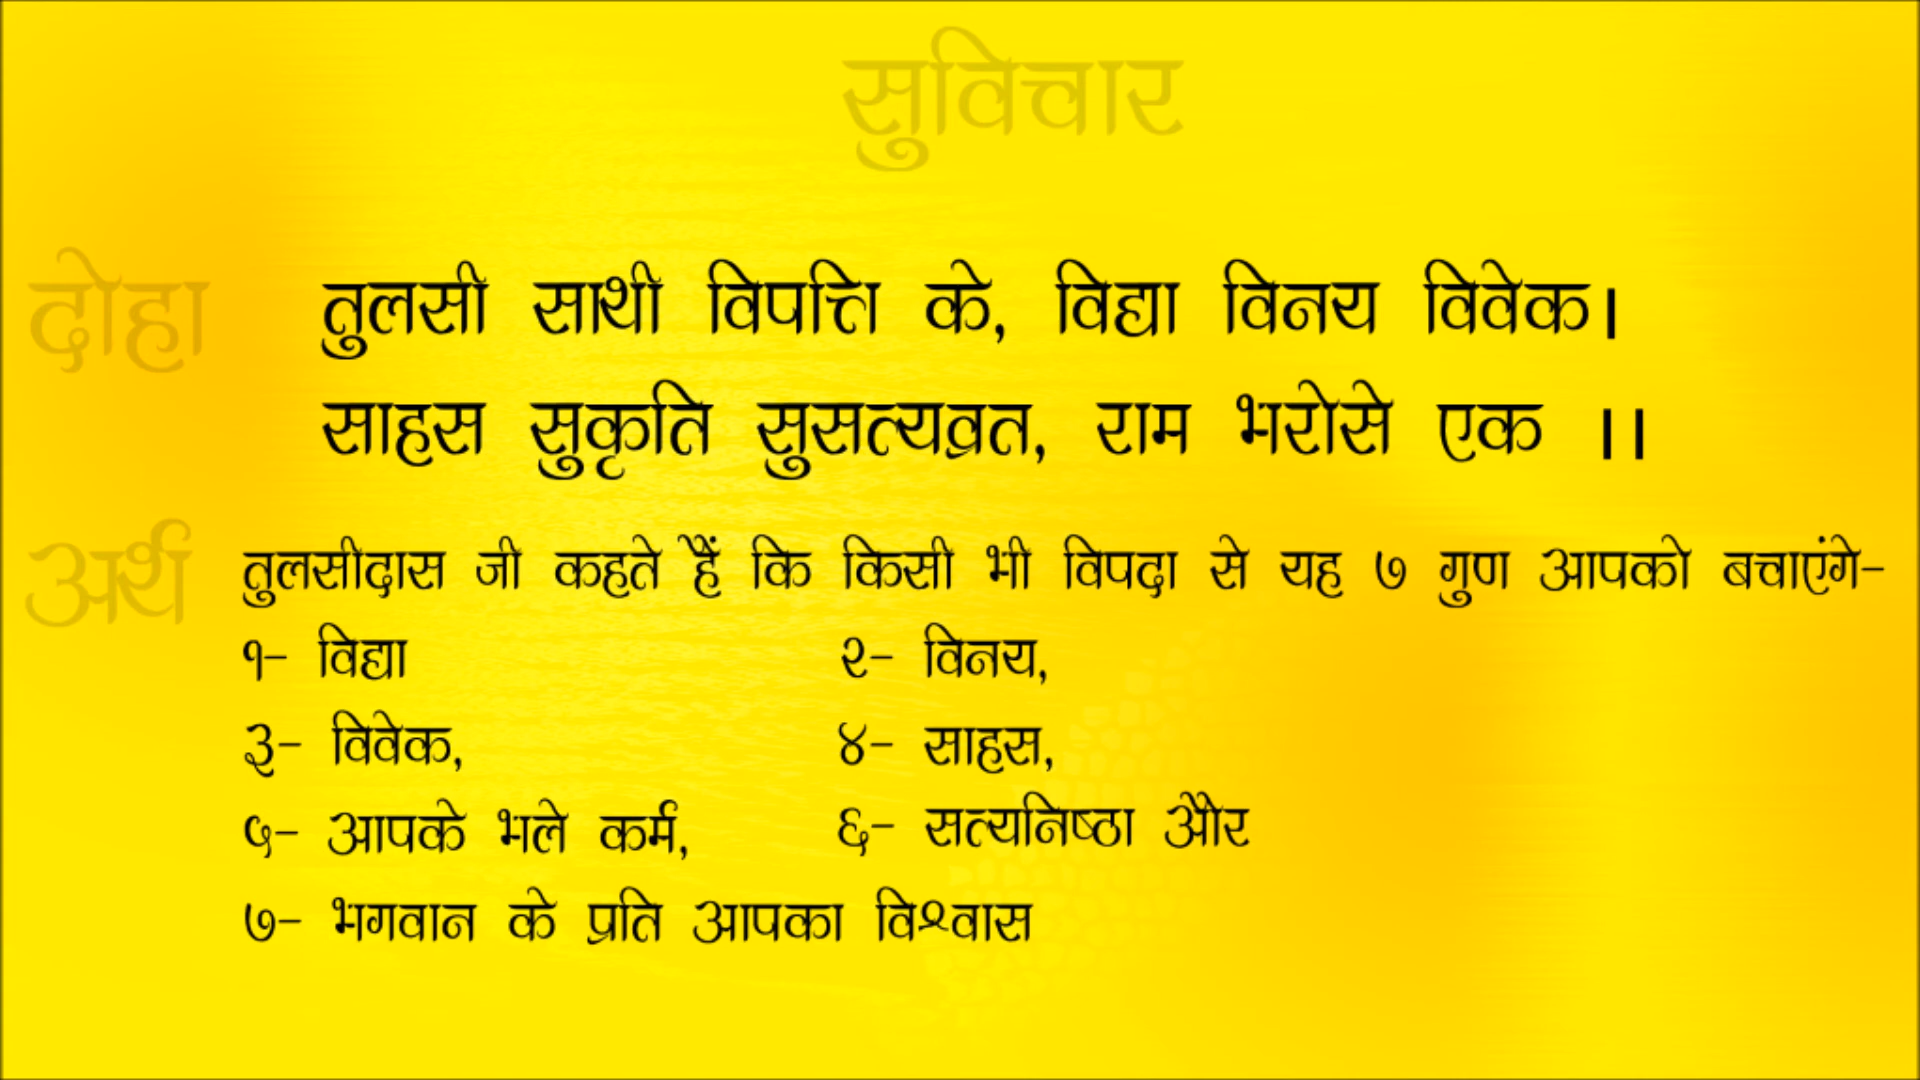 सुविचार
दोहा तुलसी साथी विपत्ति के, विद्या विनय विवेक।
साहस सुकृति सुसत्यव्रत, राम भरोसे एक ।।
अर्थ तुलसीदास जी कहते हैं कि किसी भी विपदा से यह ७ गुण आपको बचाएंगे-
१- विद्या २- विनय,
३- विवेक, ४- साहस,
५- आपके भले कर्म, ६- सत्यनिष्ठा और
७- भगवान के प्रति आपका विश्वास